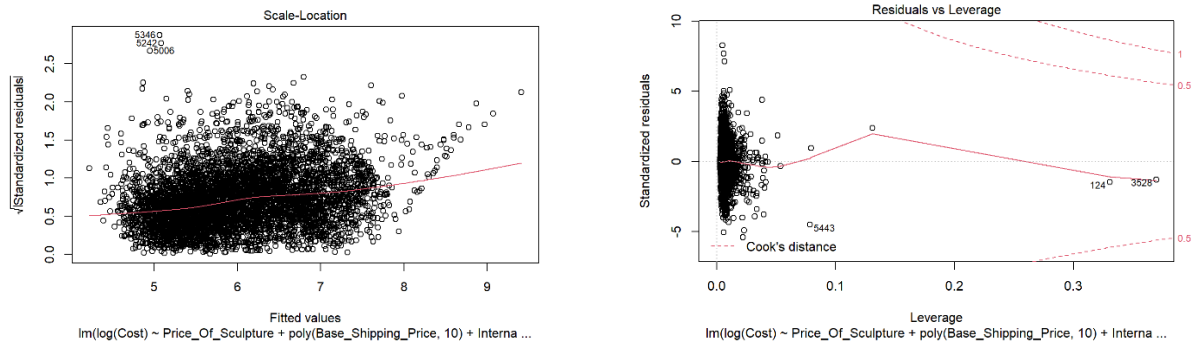 Scale-Location
√|Standardized residuals|
0.0 0.5 1.0 1.5 2.0 2.5
5346
5242
5006
5 6 7 8 9
Fitted values
lm(log(Cost) ~ Price_Of_Sculpture + poly(Base_Shipping_Price, 10) + Interna ...
Residuals vs Leverage
Standardized residuals
-5 0 5 10
1
0.5
124
3528
5443
0.5
Cook's distance
0.0 0.1 0.2 0.3
Leverage
lm(log(Cost) ~ Price_Of_Sculpture + poly(Base_Shipping_Price, 10) + Interna ...